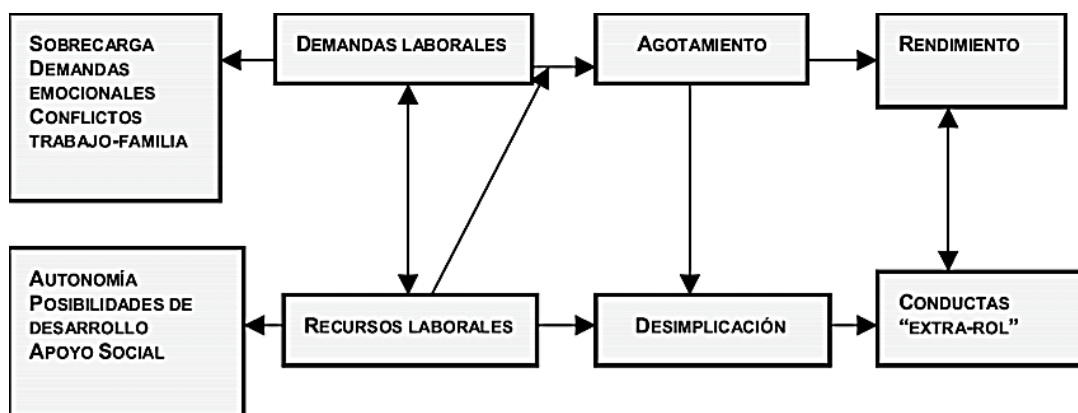 SOBRECARGA
DEMANDAS
EMOCIONALES
CONFLICTOS
TRABAJO-FAMILIA
DEMANDAS LABORALES
AGOTAMIENTO
RENDIMIENTO
AUTONOMÍA
POSIBILIDADES DE
DESARROLLO
APOYO SOCIAL
RECURSOS LABORALES
DESIMPLICACIÓN
CONDUCTAS
“EXTRA-ROL”